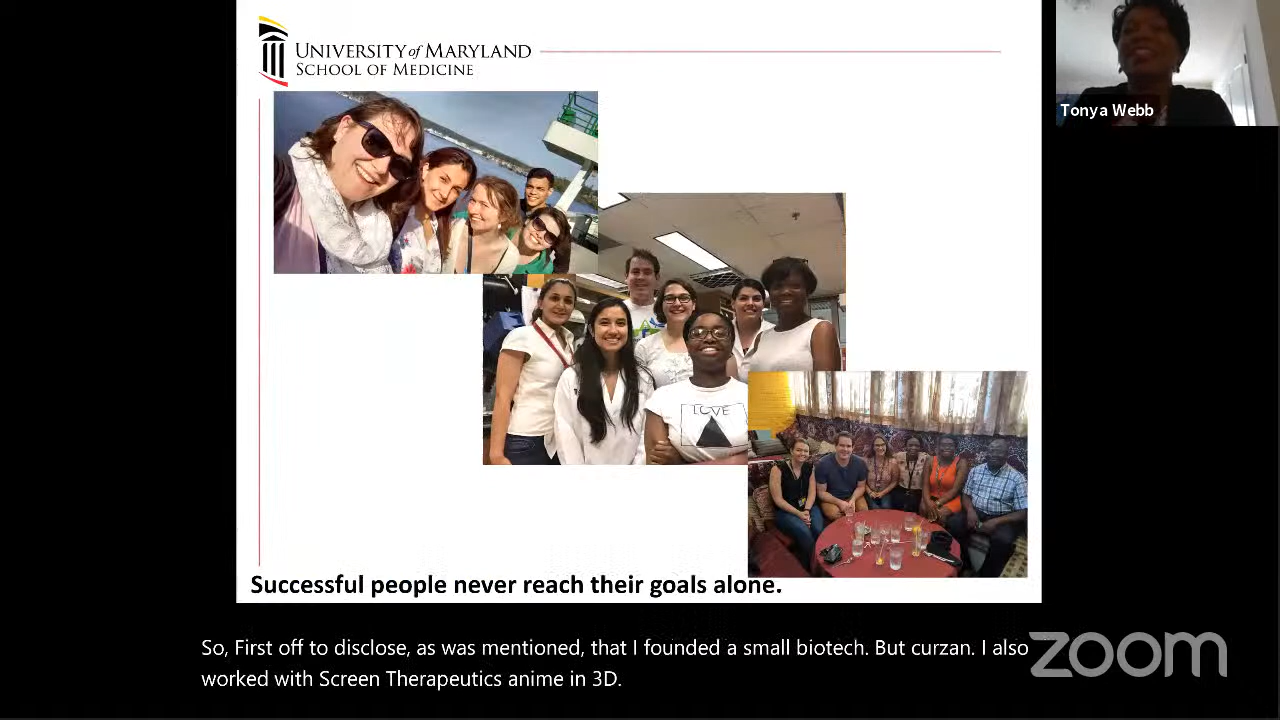 UNIVERSITY of MARYLAND
SCHOOL OF MEDICINE
Tonya Webb
LOVE
Successful people never reach their goals alone.
So, First off to disclose, as was mentioned, that I founded a small biotech. But curzan. I also
worked with Screen Therapeutics anime in 3D.
zoom